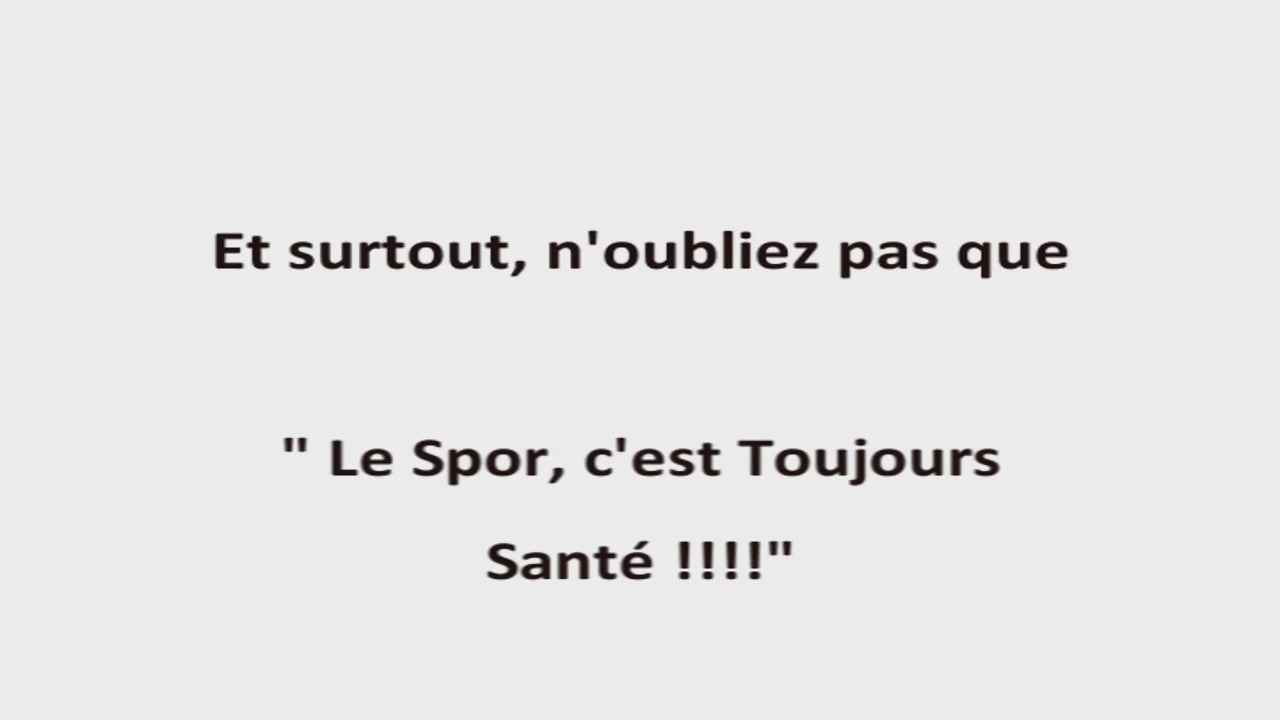 Et surtout, n'oubliez pas que
" Le Spor, c'est Toujours
Santé !!!!"